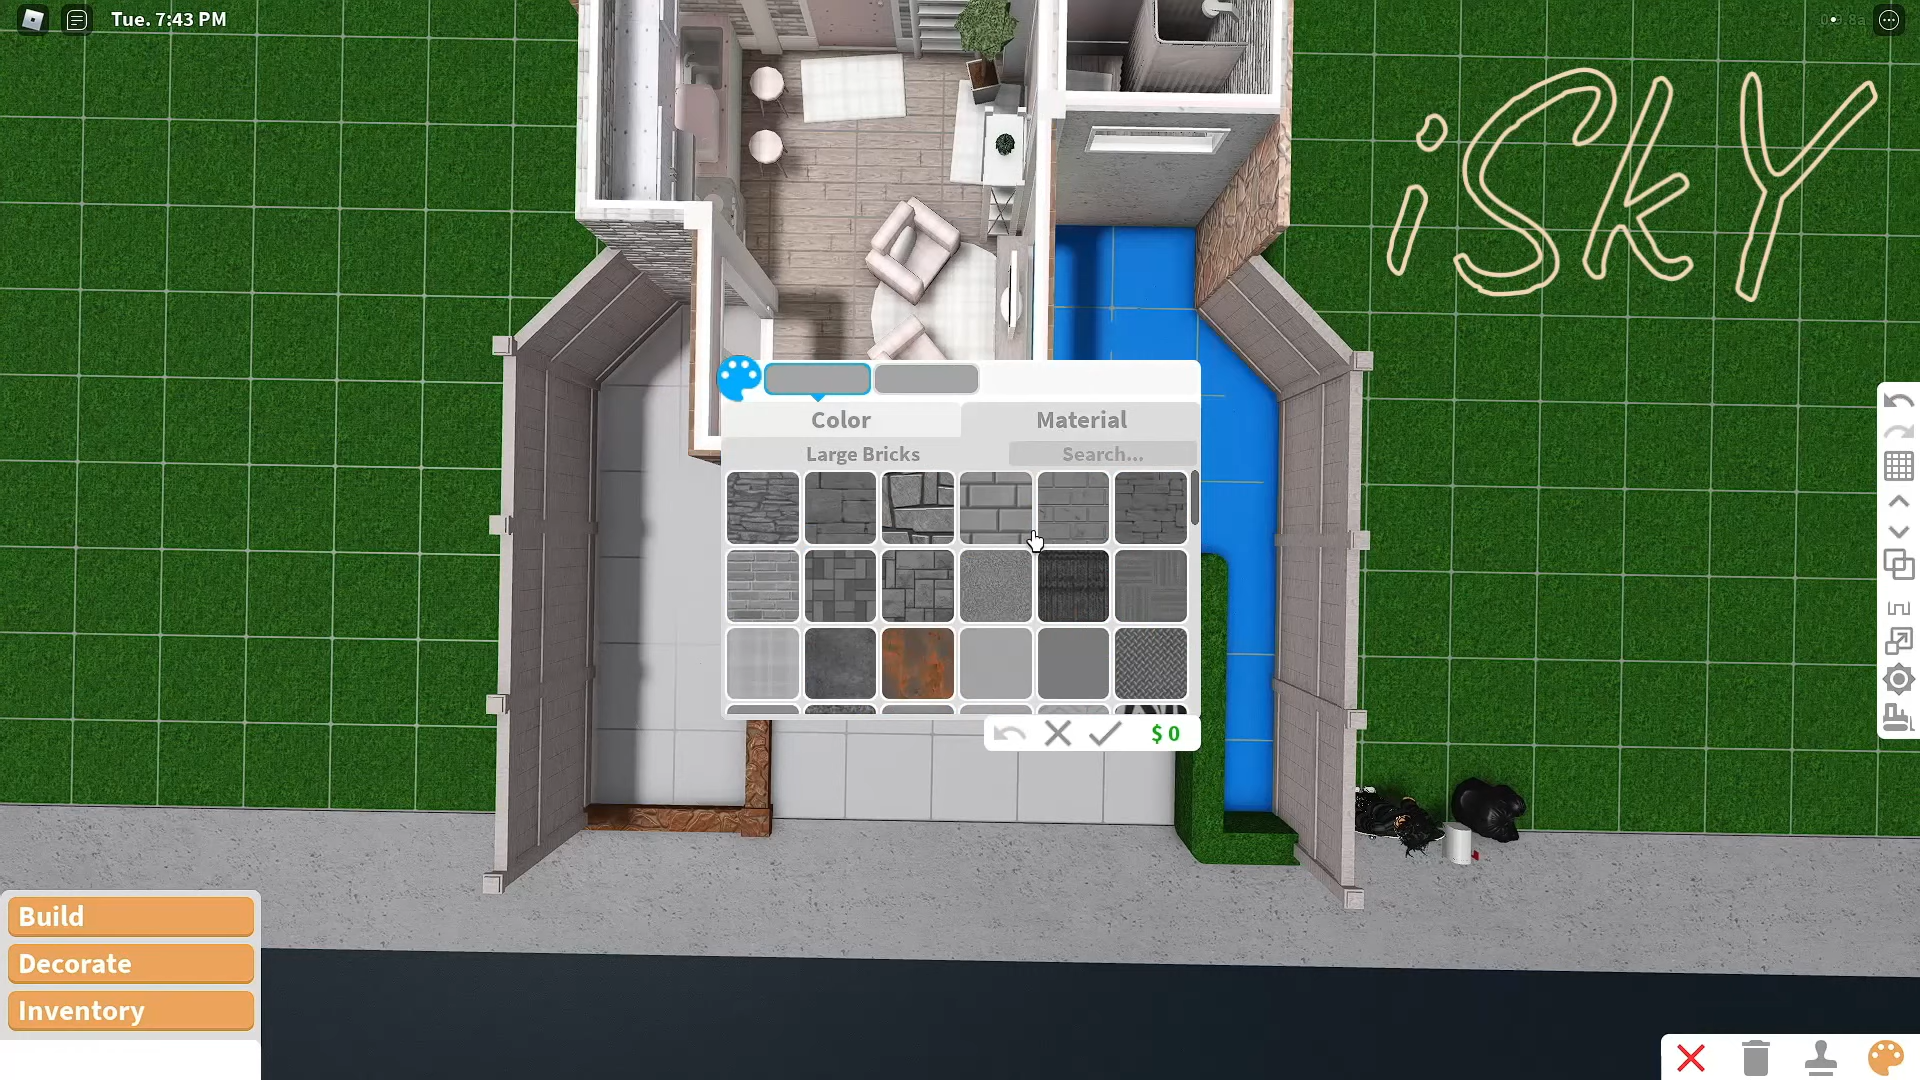 Tue. 7:43 PM
iSkY
Color
Material
Large Bricks
Search...
$ 0
Build
Decorate
Inventory